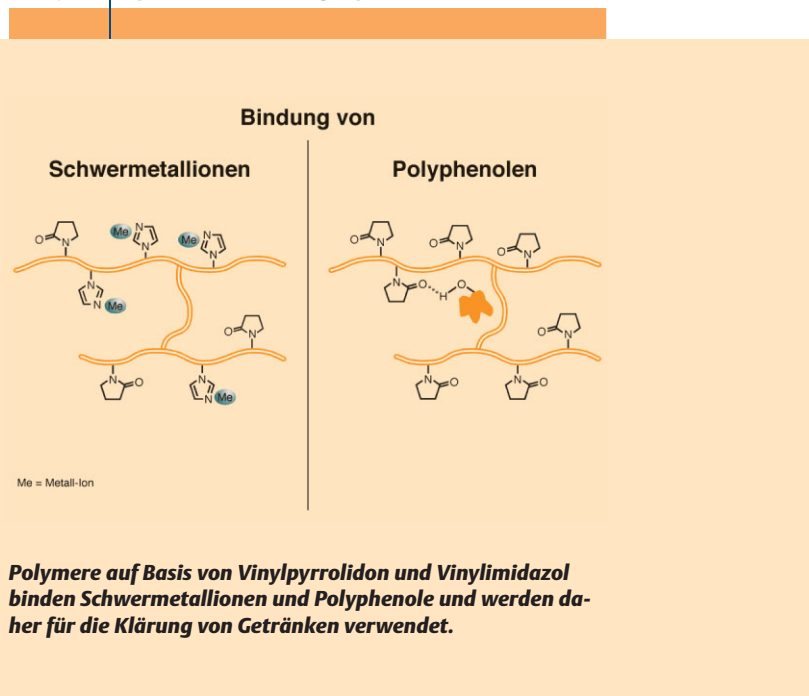 Bindung von
Schwermetallionen
Polyphenolen
O
N
Me
N
N
Me
N
N
N
N
Me
O
N
N
O
N
N
Me
O
N
O
N
O
N
N
O
H
O
O
N
N
O
N
O
Me = Metall-Ion
Polymere auf Basis von Vinylpyrrolidon und Vinylimidazol
binden Schwermetallionen und Polyphenole und werden da-
her für die Klärung von Getränken verwendet.